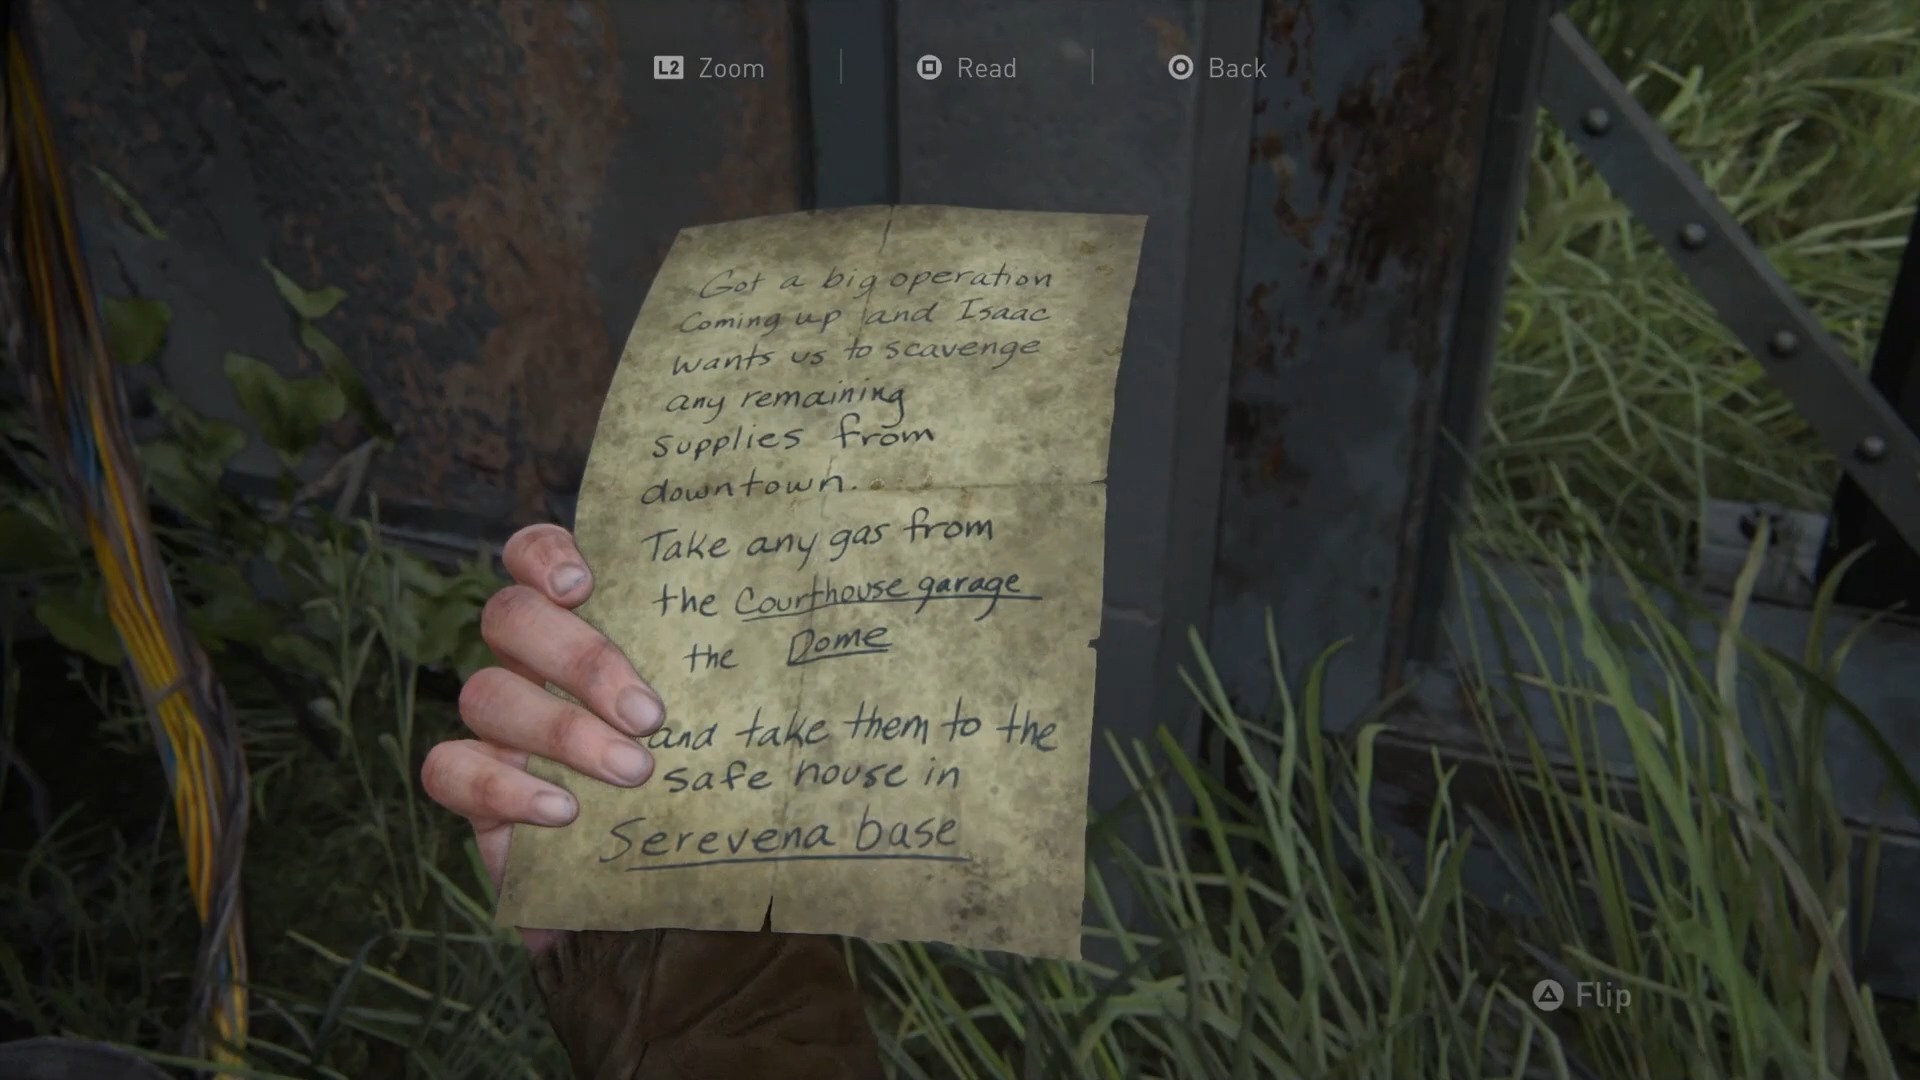 L2 Zoom | Read | Back
Got a big operation
coming up and Isaac
wants us to scavenge
any remaining
supplies from
downtown.
Take any gas from
the Courthouse garage
the Dome
and take them to the
safe house in
Serevena base
Flip